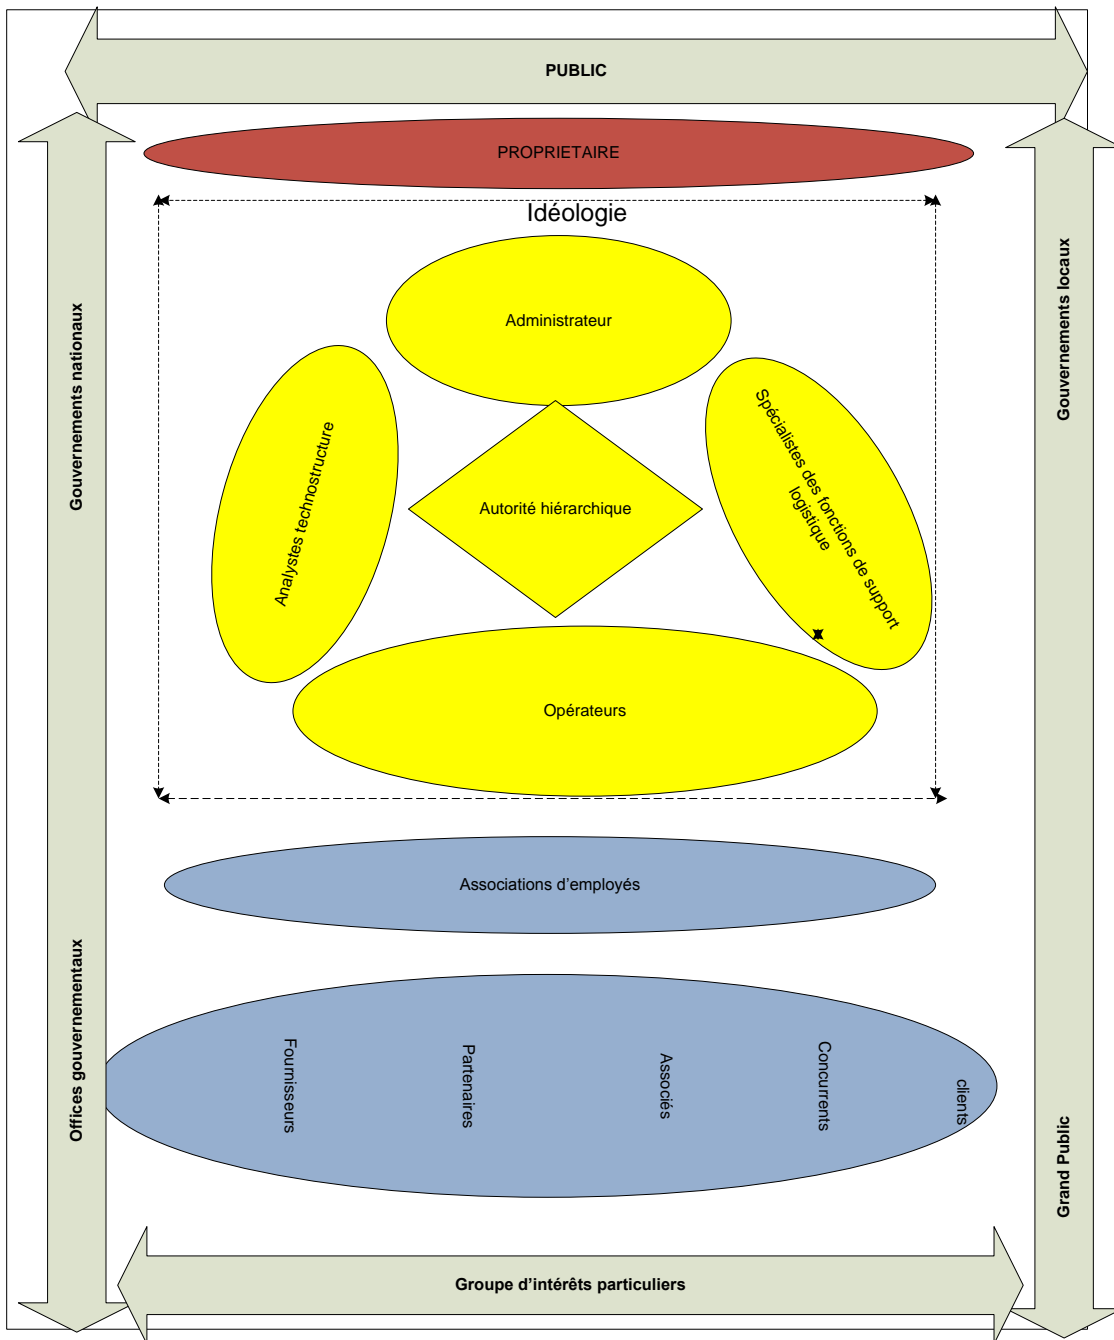 PUBLIC
PROPRIETAIRE
Idéologie
Administrateur
Gouvernements nationaux
Gouvernements locaux
Analystes technostructure
Autorité hiérarchique
Spécialistes des fonctions de support
logistique
Opérateurs
Associations d’employés
Offices gouvernementaux
Fournisseurs
Partenaires
Associés
Concurrents
clients
Grand Public
Groupe d’intérêts particuliers